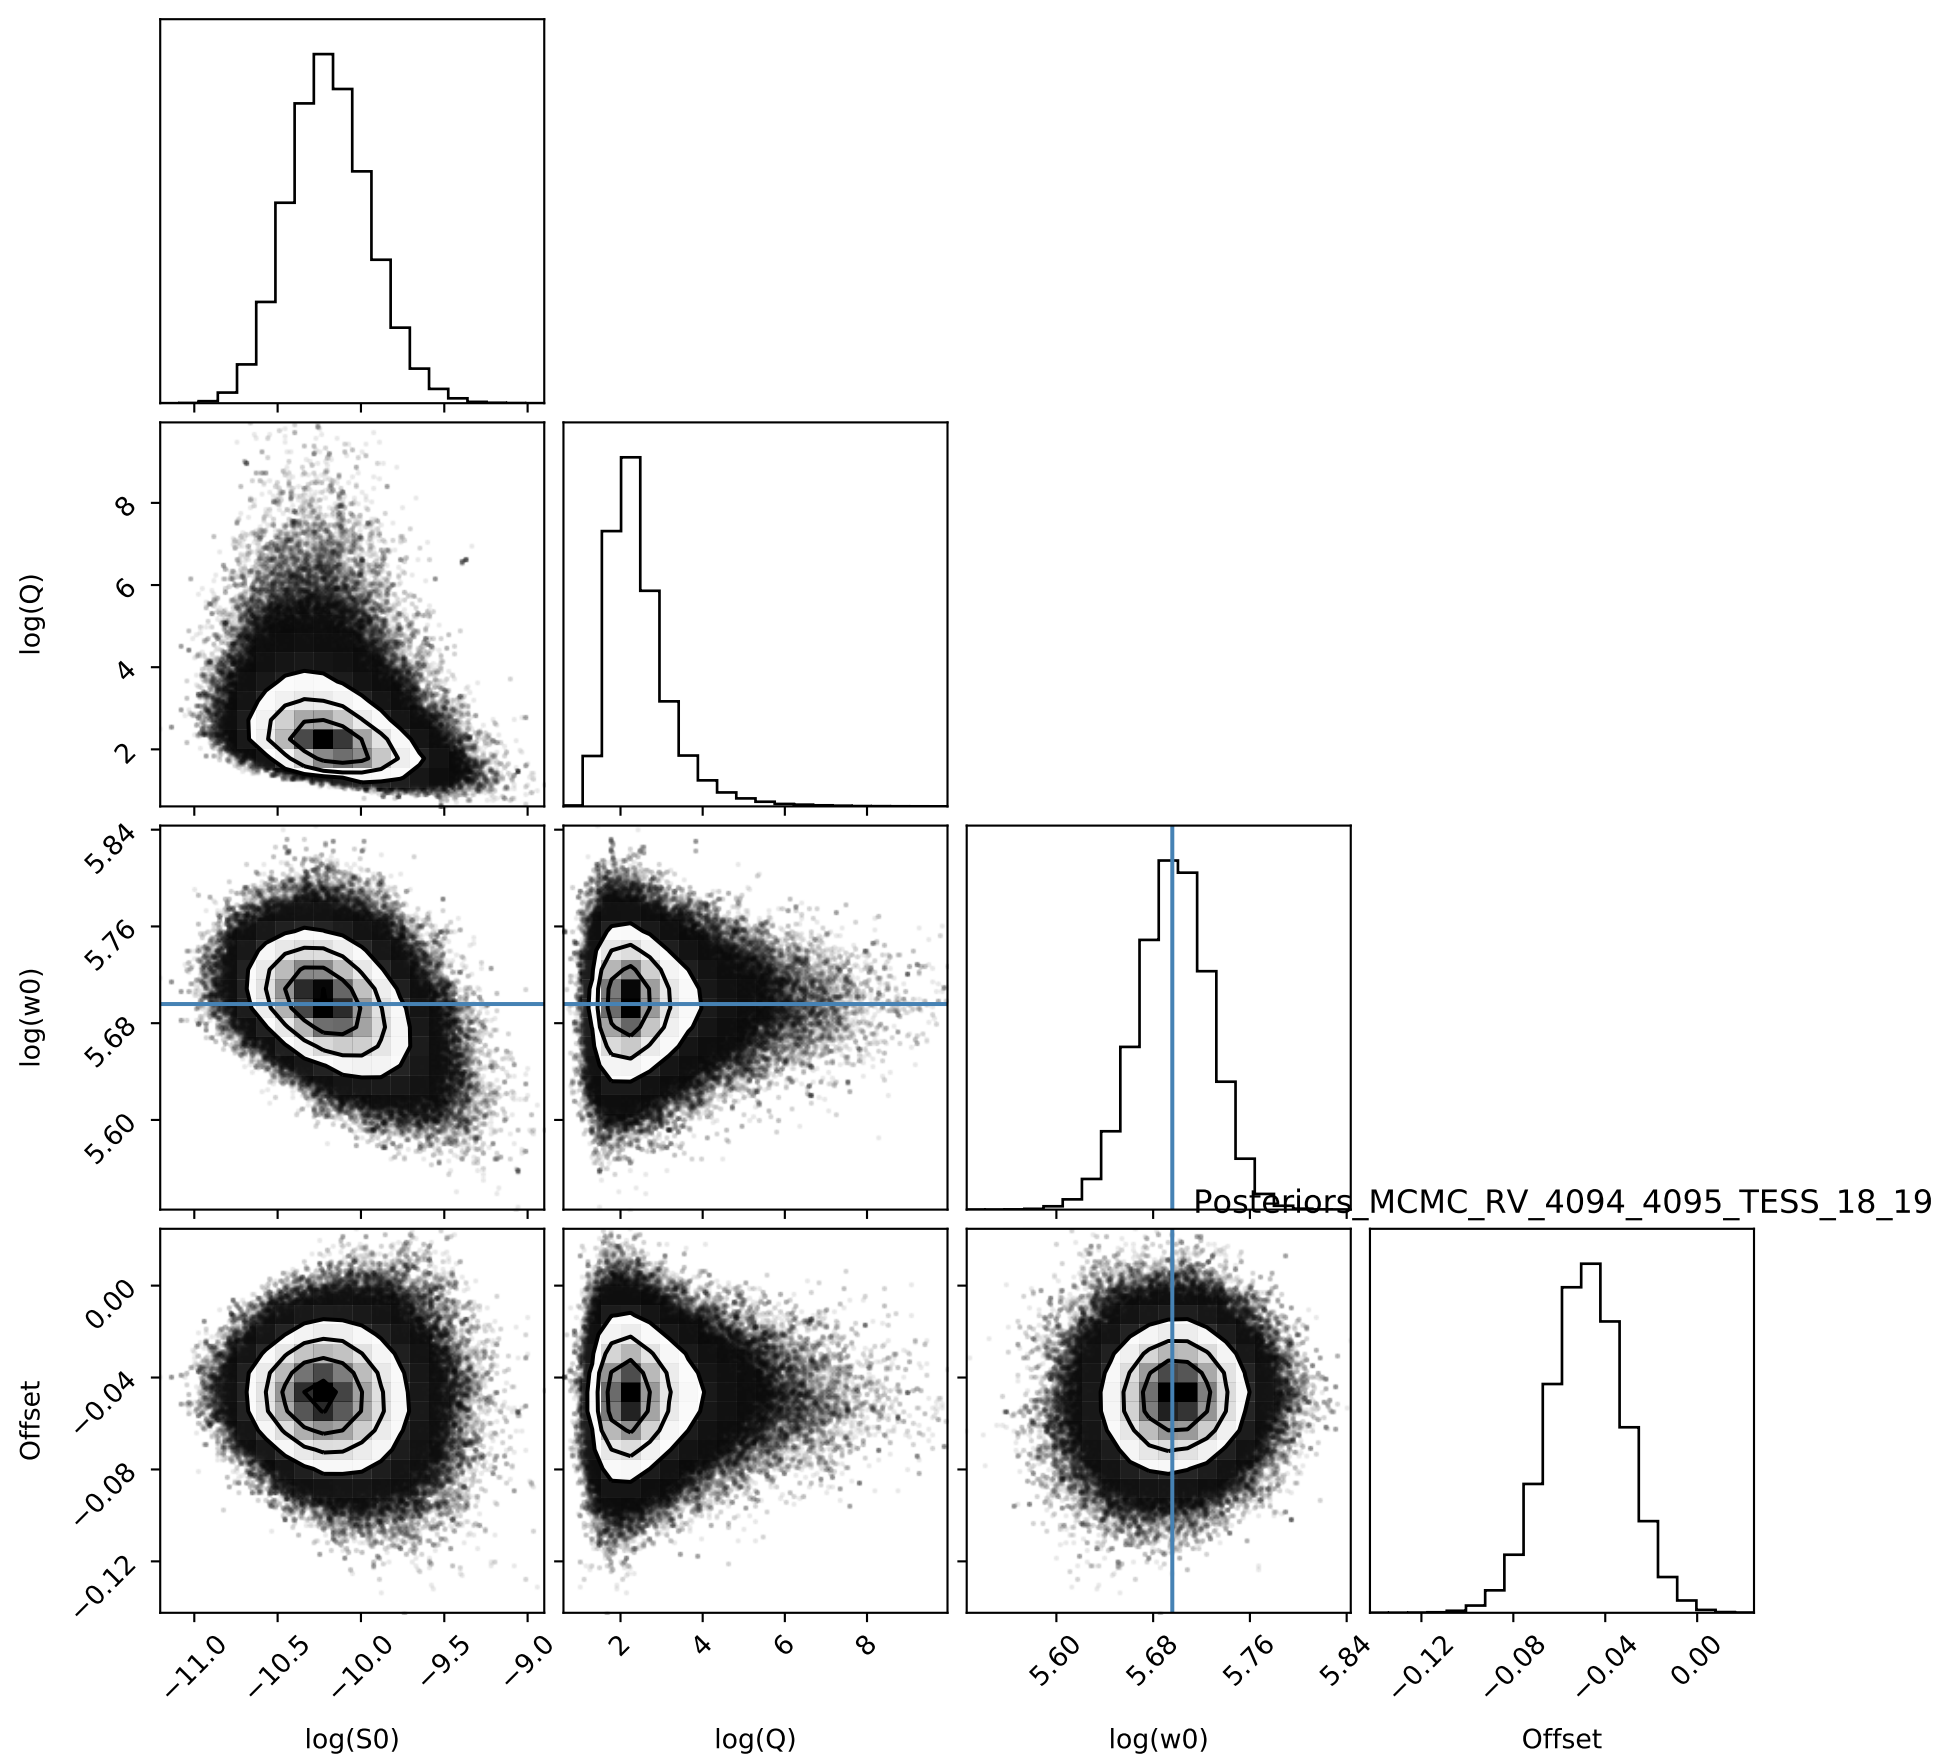 8
6
4
2
log(Q)
5.84
5.76
5.68
5.60
log(w0)
Posteriors_MCMC_RV_4094_4095_TESS_18_19
0.00
−0.04
−0.08
−0.12
Offset
−11.0 −10.5 −10.0 −9.5 −9.0
2 4 6 8
5.60 5.68 5.76 5.84
−0.12 −0.08 −0.04 0.00
log(S0) log(Q) log(w0) Offset